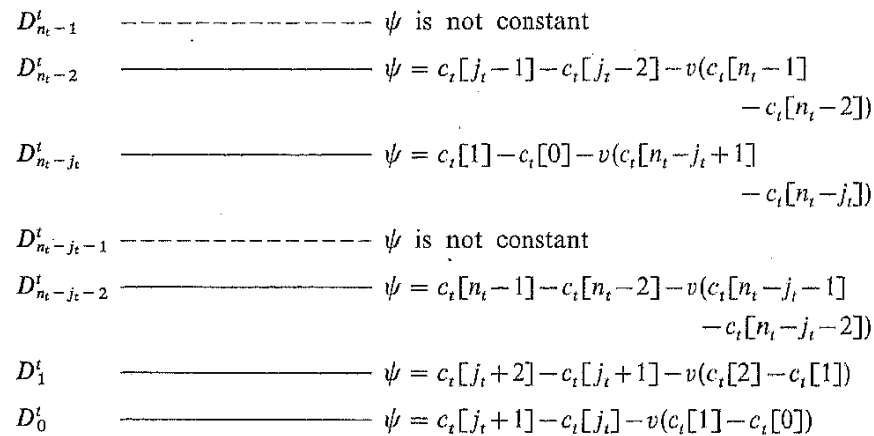 D^t_{n_t-1} ---------------- ψ is not constant
D^t_{n_t-2} ———————— ψ = c_t[j_t-1]-c_t[j_t-2]-v(c_t[n_t-1]
-c_t[n_t-2])
D^t_{n_t-j_t} ———————— ψ = c_t[1]-c_t[0]-v(c_t[n_t-j_t+1]
-c_t[n_t-j_t])
D^t_{n_t-j_t-1} ---------------- ψ is not constant
D^t_{n_t-j_t-2} ———————— ψ = c_t[n_t-1]-c_t[n_t-2]-v(c_t[n_t-j_t-1]
-c_t[n_t-j_t-2])
D^t_1 ———————— ψ = c_t[j_t+2]-c_t[j_t+1]-v(c_t[2]-c_t[1])
D^t_0 ———————— ψ = c_t[j_t+1]-c_t[j_t]-v(c_t[1]-c_t[0])